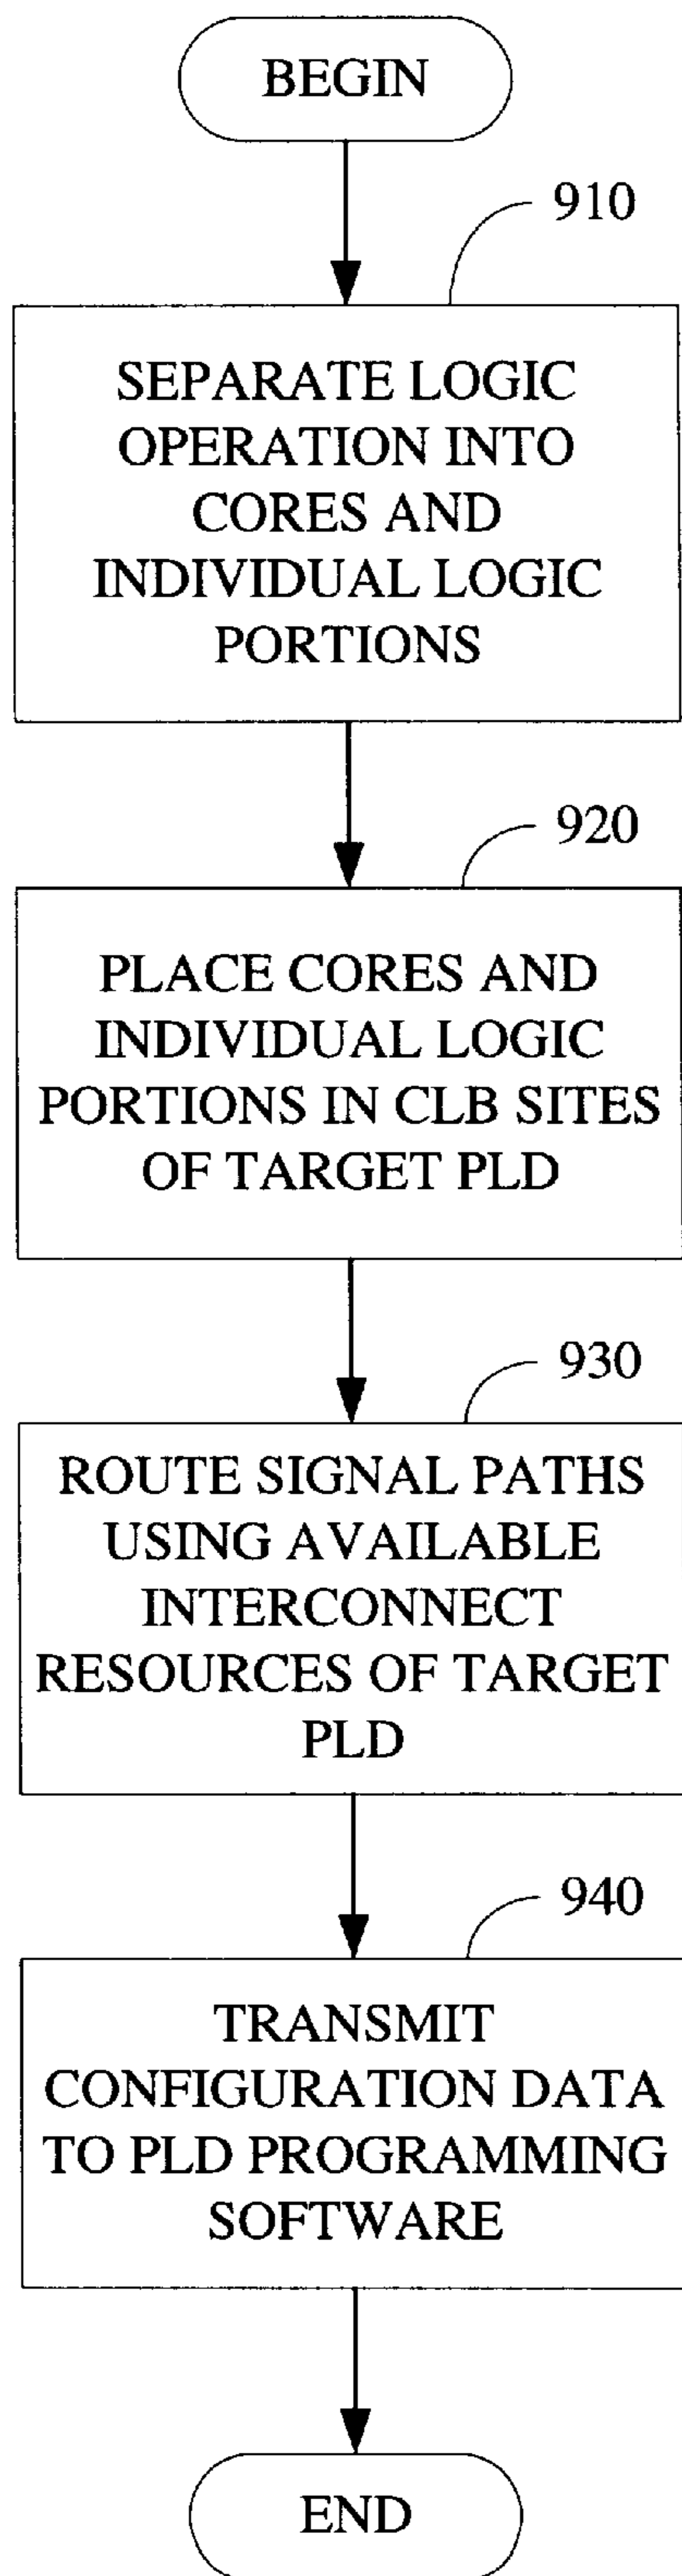 BEGIN
910
SEPARATE LOGIC
OPERATION INTO
CORES AND
INDIVIDUAL LOGIC
PORTIONS
920
PLACE CORES AND
INDIVIDUAL LOGIC
PORTIONS IN CLB SITES
OF TARGET PLD
930
ROUTE SIGNAL PATHS
USING AVAILABLE
INTERCONNECT
RESOURCES OF TARGET
PLD
940
TRANSMIT
CONFIGURATION DATA
TO PLD PROGRAMMING
SOFTWARE
END